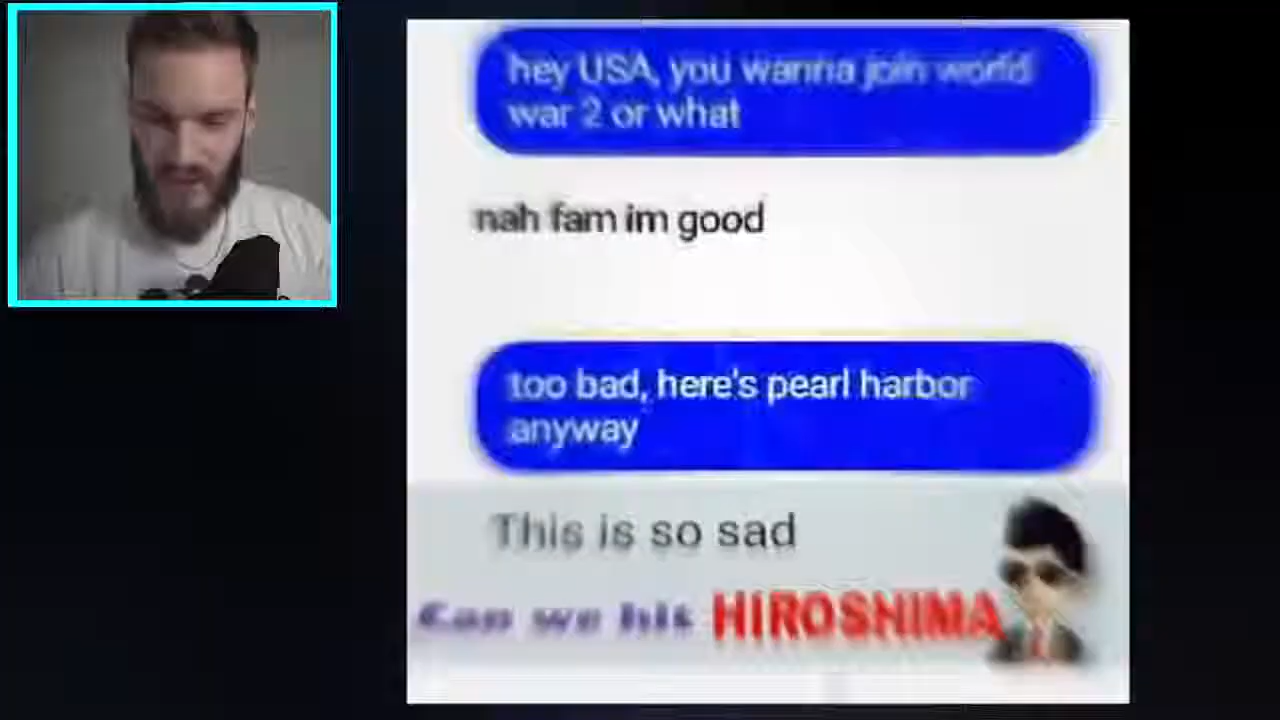 hey USA, you wanna join world
war 2 or what
nah fam im good
too bad, here's pearl harbor
anyway
This is so sad
Can we hit HIROSHIMA